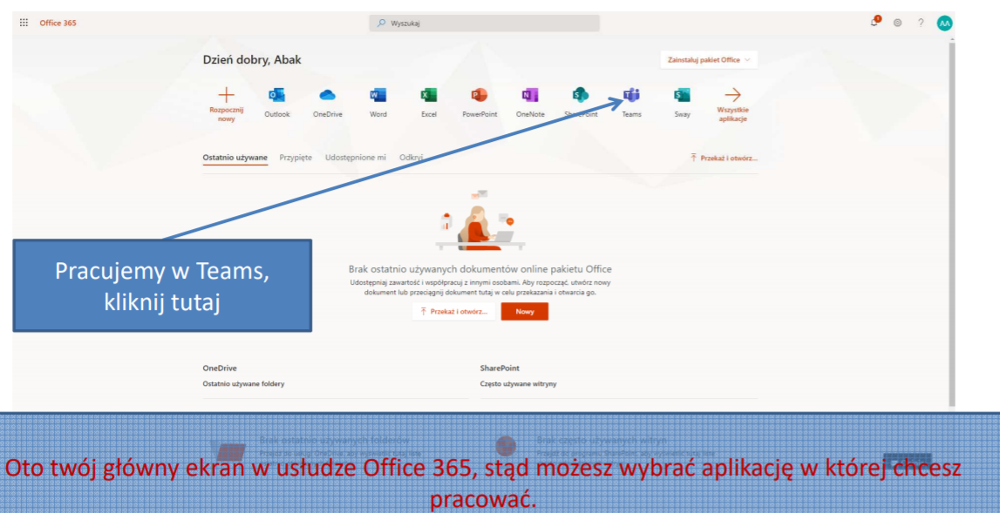 Office 365
Wyszukaj
? AA
Dzień dobry, Abak
Zainstaluj pakiet Office
Rozpocznij nowy
Outlook
OneDrive
Word
Excel
PowerPoint
OneNote
SharePoint
Teams
Sway
Wszystkie aplikacje
Ostatnio używane Przypięte Udostępnione mi Odkryj
Przekaż i otwórz...
Pracujemy w Teams,
kliknij tutaj
Brak ostatnio używanych dokumentów online pakietu Office
Udostępniaj zawartość i współpracuj z innymi osobami. Aby rozpocząć, utwórz nowy
dokument lub przeciągnij dokument tutaj w celu przekazania i otwarcia go.
Przekaż i otwórz... Nowy
OneDrive
Ostatnio używane foldery
SharePoint
Często używane witryny
Brak ostatnio używanych folderów
Brak często używanych witryn
Oto twój główny ekran w usłudze Office 365, stąd możesz wybrać aplikację w której chcesz
pracować.